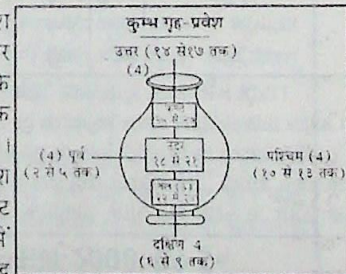 कुम्भ गृह-प्रवेश
उत्तर (१४ से १७ तक)
(4)
उदर
१८ से २१
(4) पूर्व
(२ से ५ तक)
पश्चिम (4)
(१० से १३ तक)
दक्षिण 4
(६ से ९ तक)